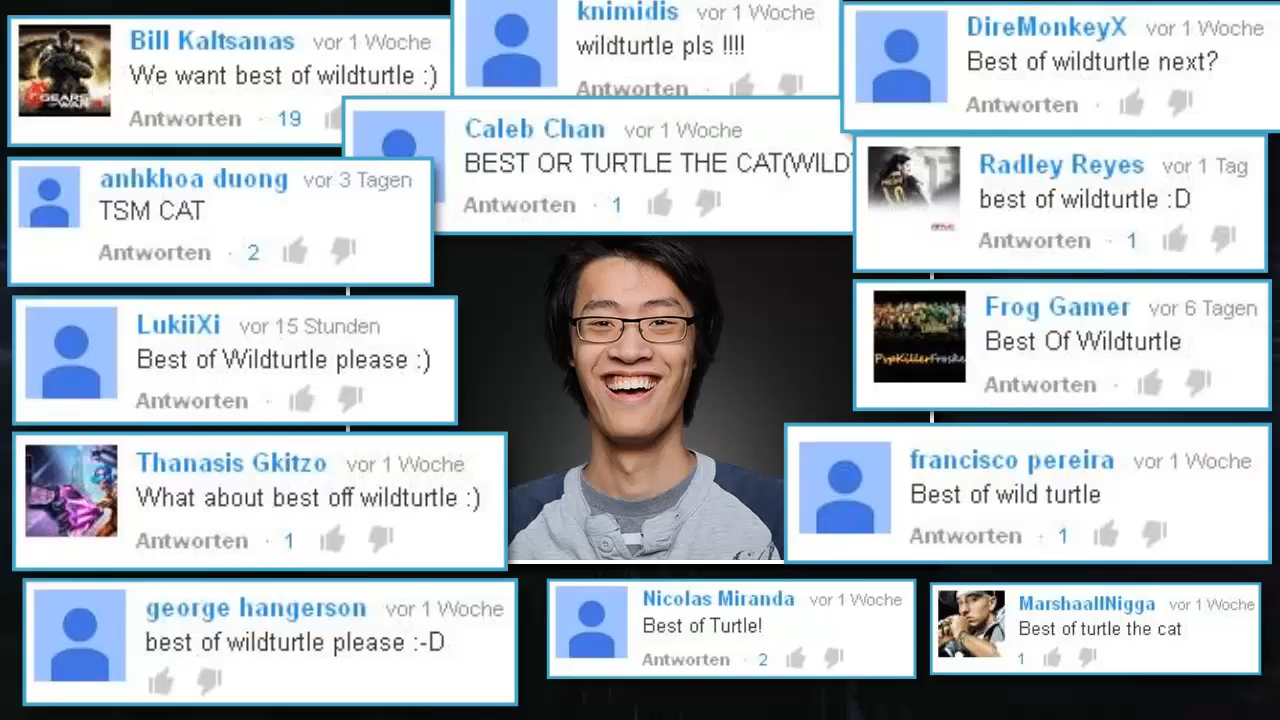 Bill Kaltsanas vor 1 Woche
We want best of wildturtle :)
Antworten · 19
knimidis vor 1 Woche
wildturtle pls !!!!
Antworten ·
DireMonkeyX vor 1 Woche
Best of wildturtle next?
Antworten ·
Caleb Chan vor 1 Woche
BEST OR TURTLE THE CAT(WILD
Antworten · 1
anhkhoa duong vor 3 Tagen
TSM CAT
Antworten · 2
Radley Reyes vor 1 Tag
best of wildturtle :D
Antworten · 1
LukiiXi vor 15 Stunden
Best of Wildturtle please :)
Antworten ·
Frog Gamer vor 6 Tagen
Best Of Wildturtle
Antworten ·
Thanasis Gkitzo vor 1 Woche
What about best off wildturtle :)
Antworten · 1
francisco pereira vor 1 Woche
Best of wild turtle
Antworten · 1
george hangerson vor 1 Woche
best of wildturtle please :-D
Nicolas Miranda vor 1 Woche
Best of Turtle!
Antworten · 2
MarshaallNigga vor 1 Woche
Best of turtle the cat
1
GEARS